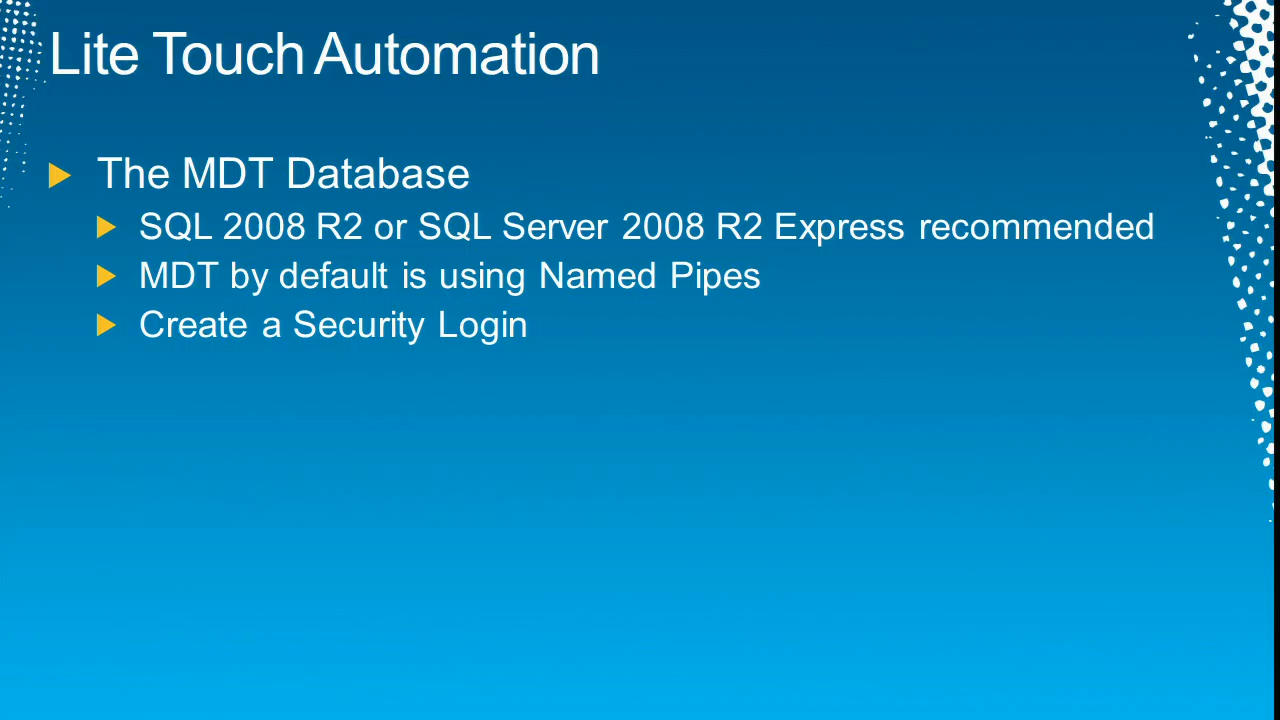 Lite Touch Automation
The MDT Database
SQL 2008 R2 or SQL Server 2008 R2 Express recommended
MDT by default is using Named Pipes
Create a Security Login